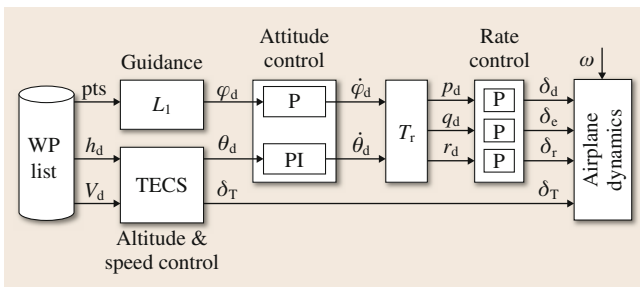 Attitude control
Rate control
Guidance
ω
pts
L₁
φ_d
P
φ̇_d
p_d
P
δ_d
WP list
h_d
θ_d
PI
θ̇_d
T_r
q_d
P
δ_e
r_d
P
δ_r
V_d
TECS
δ_T
δ_T
Airplane dynamics
Altitude & speed control